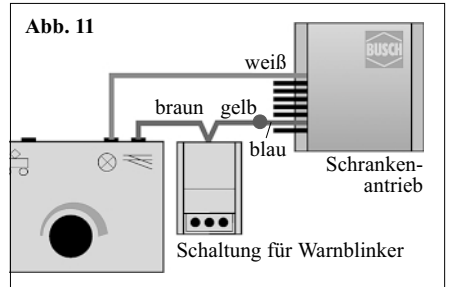 Abb. 11
BUSCH
weiß
braun gelb
blau
Schranken-
antrieb
Schaltung für Warnblinker